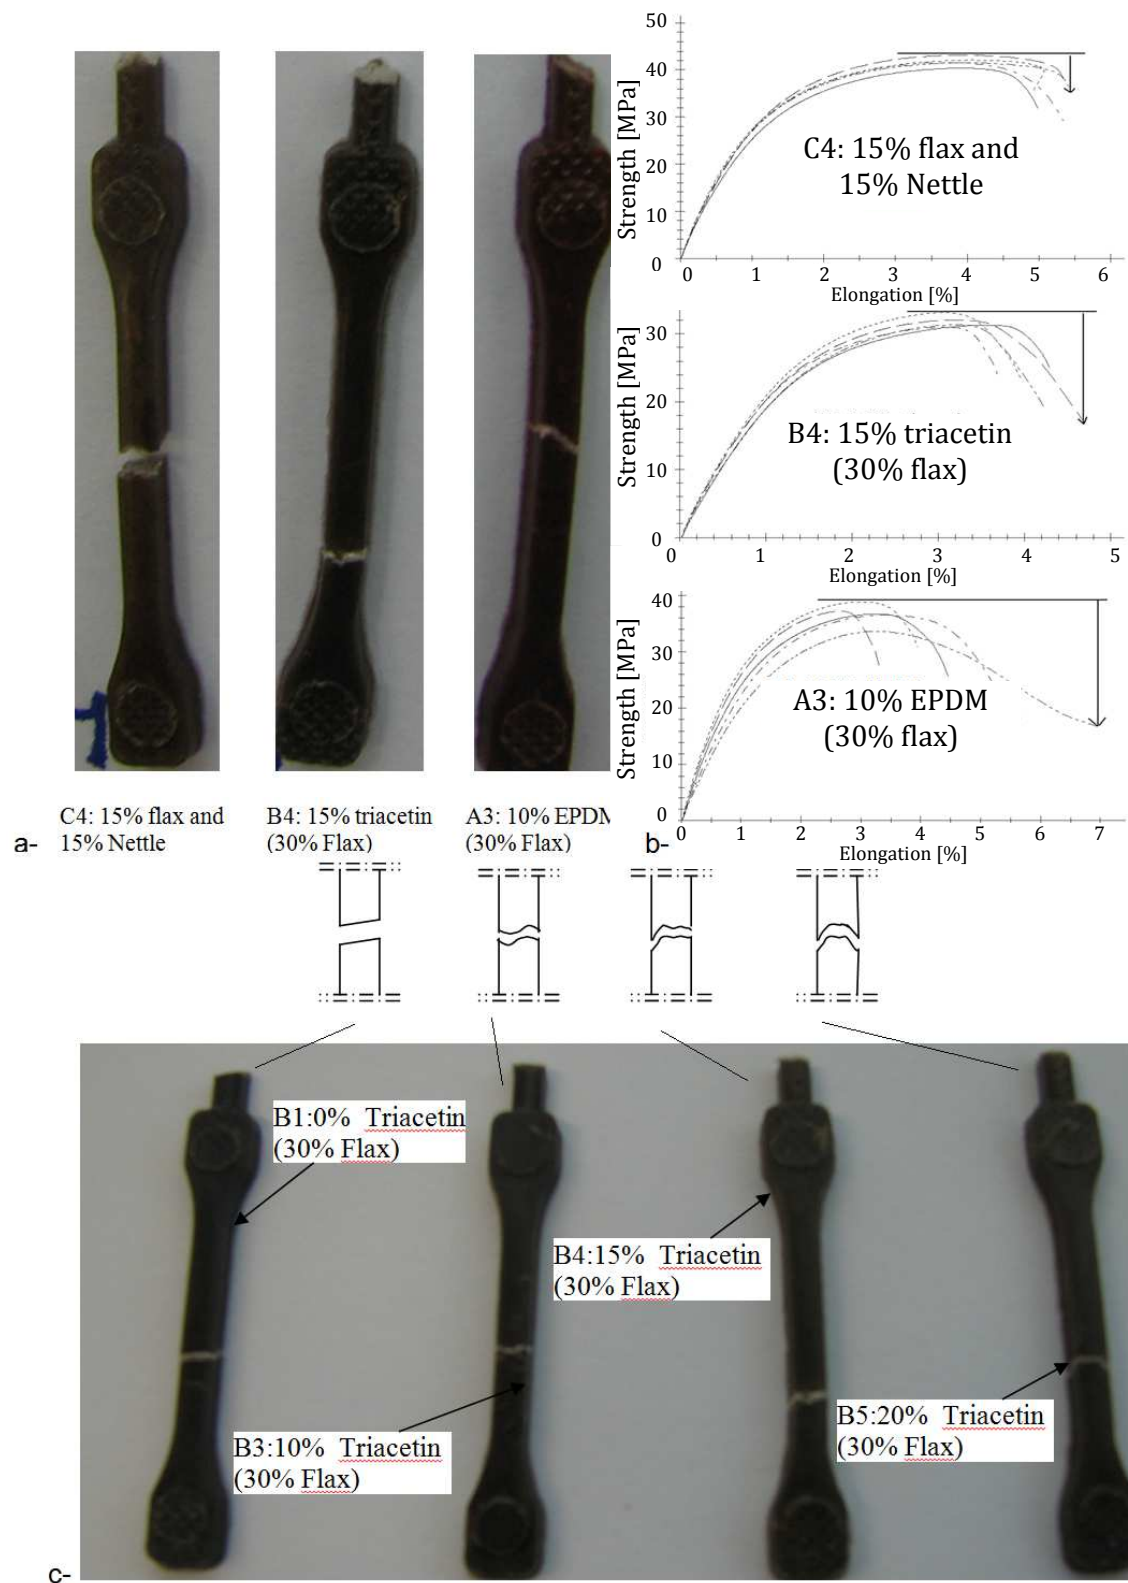 50
40
30
20
10
0
Strength [MPa]
C4: 15% flax and
15% Nettle
0 1 2 3 4 5 6
Elongation [%]
30
20
10
0
Strength [MPa]
B4: 15% triacetin
(30% flax)
0 1 2 3 4 5
Elongation [%]
40
30
20
10
0
Strength [MPa]
A3: 10% EPDM
(30% flax)
0 1 2 3 4 5 6 7
Elongation [%]
C4: 15% flax and
15% Nettle
B4: 15% triacetin
(30% Flax)
A3: 10% EPDM
(30% Flax)
a-
b-
B1:0% Triacetin
(30% Flax)
B4:15% Triacetin
(30% Flax)
B5:20% Triacetin
(30% Flax)
B3:10% Triacetin
(30% Flax)
c-